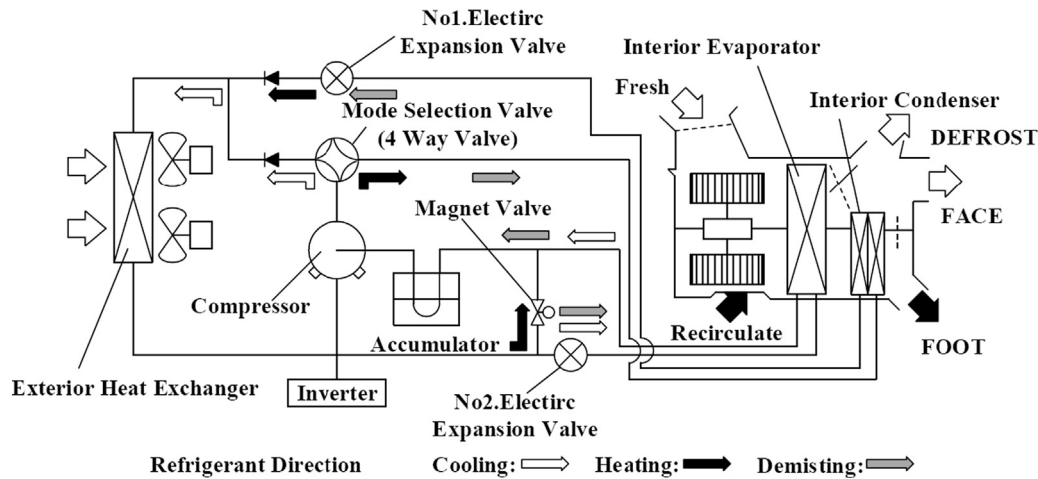 No1.Electirc
Expansion Valve
Mode Selection Valve
(4 Way Valve)
Interior Evaporator
Fresh
Interior Condenser
DEFROST
FACE
Magnet Valve
Compressor
Accumulator
Recirculate
FOOT
Exterior Heat Exchanger
Inverter
No2.Electirc
Expansion Valve
Refrigerant Direction Cooling: Heating: Demisting: